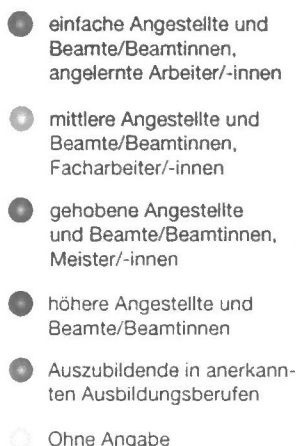 einfache Angestellte und
Beamte/Beamtinnen,
angelernte Arbeiter/-innen
mittlere Angestellte und
Beamte/Beamtinnen,
Facharbeiter/-innen
gehobene Angestellte
und Beamte/Beamtinnen,
Meister/-innen
höhere Angestellte und
Beamte/Beamtinnen
Auszubildende in anerkann-
ten Ausbildungsberufen
Ohne Angabe